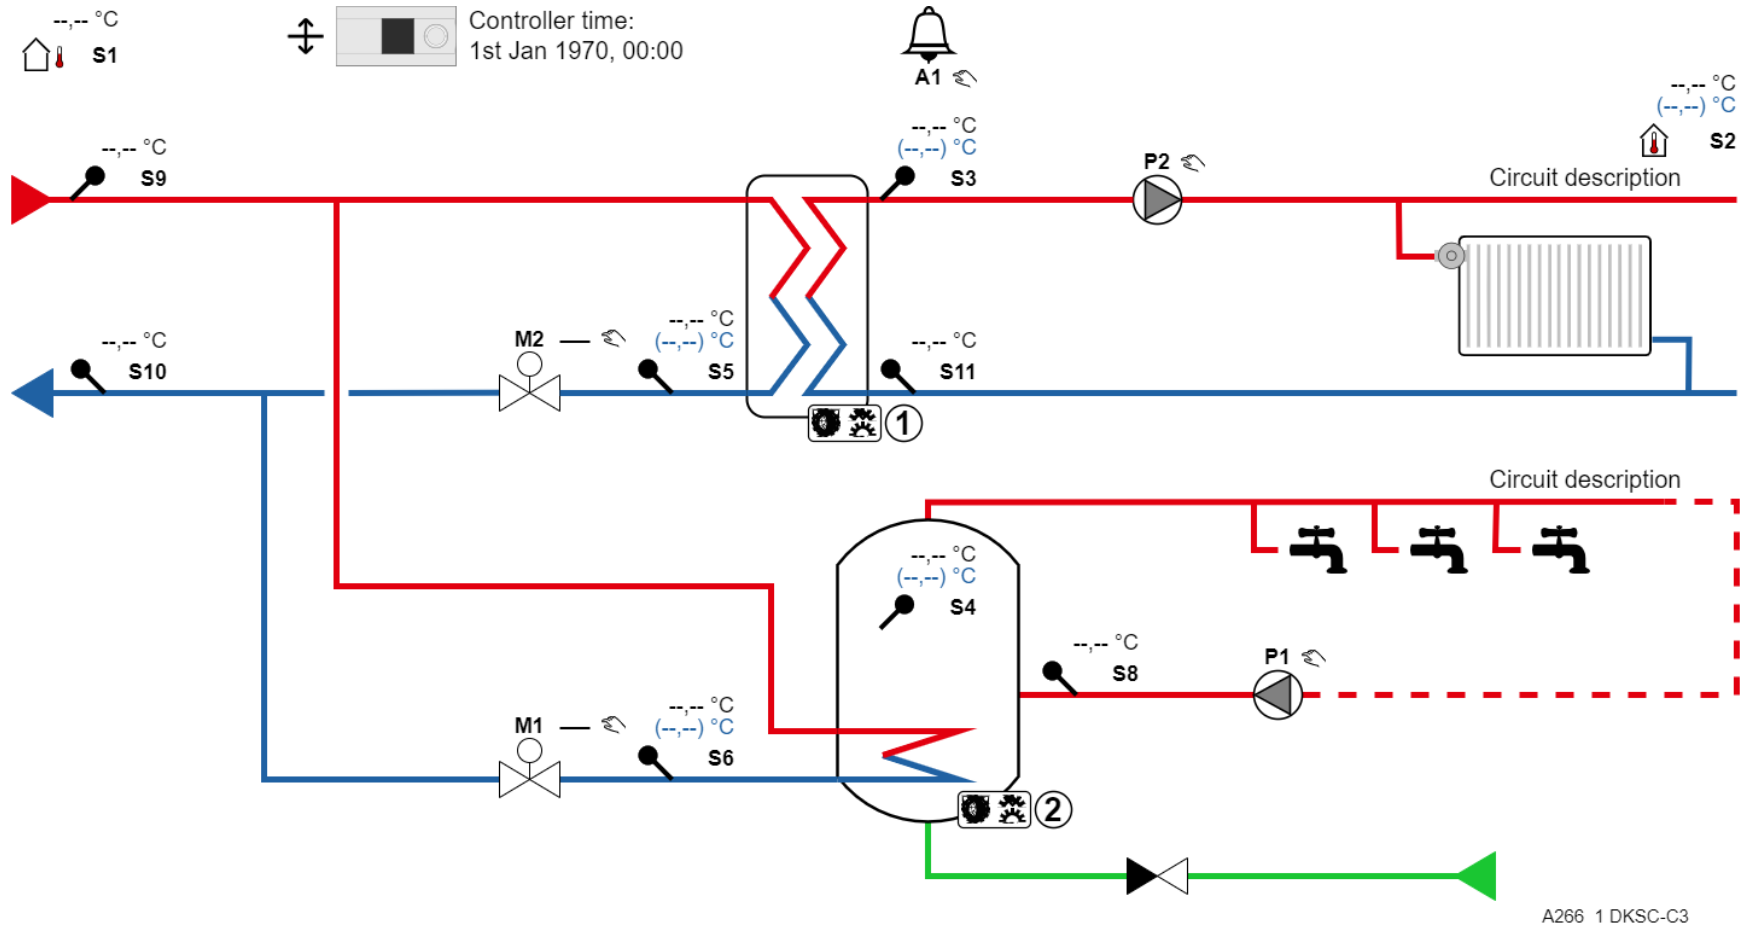 --,-- °C
S1
Controller time:
1st Jan 1970, 00:00
A1
--,-- °C
(--,--) °C
S2
--,-- °C
S9
--,-- °C
(--,--) °C
S3
P2
Circuit description
--,-- °C
S10
M2
--,-- °C
(--,--) °C
S5
--,-- °C
S11
1
Circuit description
--,-- °C
(--,--) °C
S4
--,-- °C
S8
P1
M1
--,-- °C
(--,--) °C
S6
2
A266 1 DKSC-C3